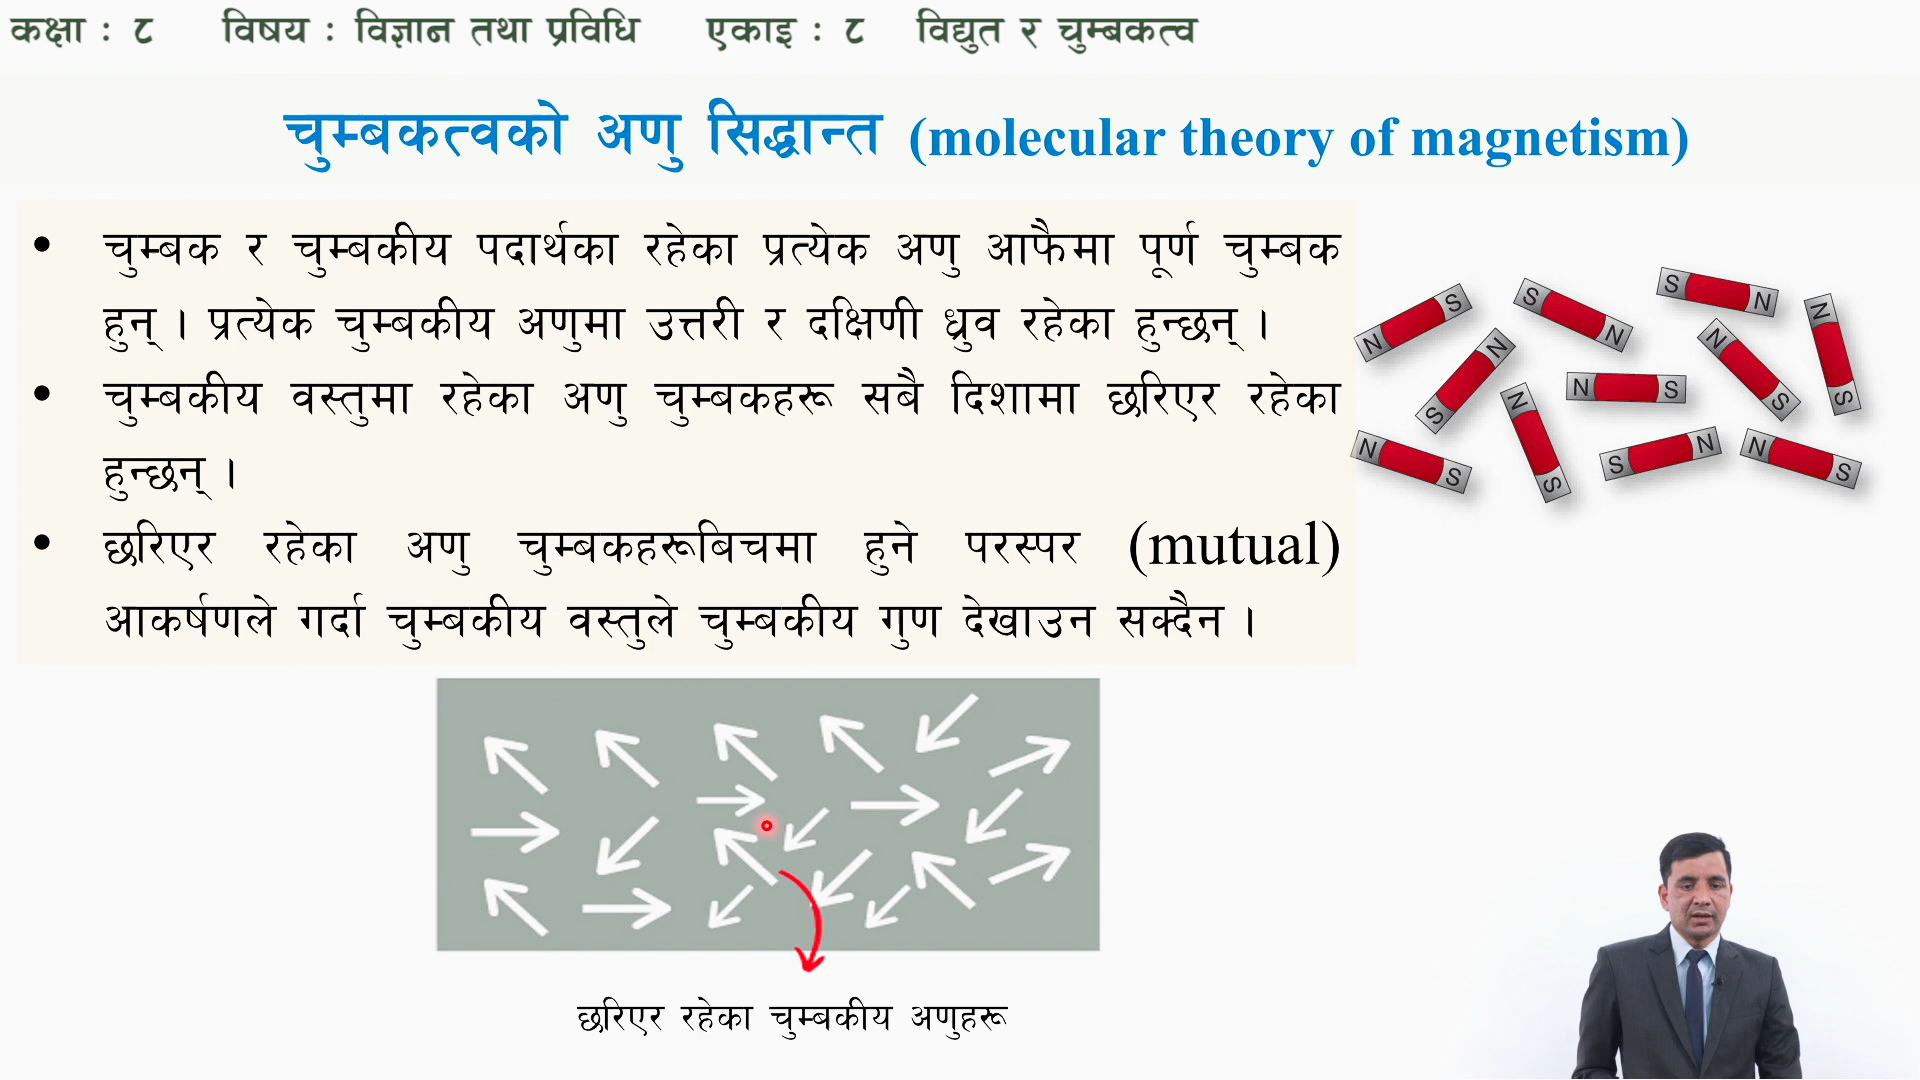 कक्षा : ८ विषय : विज्ञान तथा प्रविधि एकाइ : ८ विद्युत र चुम्बकत्व
चुम्बकत्वको अणु सिद्धान्त (molecular theory of magnetism)
• चुम्बक र चुम्बकीय पदार्थका रहेका प्रत्येक अणु आफैमा पूर्ण चुम्बक
हुन् । प्रत्येक चुम्बकीय अणुमा उत्तरी र दक्षिणी ध्रुव रहेका हुन्छन् ।
• चुम्बकीय वस्तुमा रहेका अणु चुम्बकहरू सबै दिशामा छरिएर रहेका
हुन्छन् ।
• छरिएर रहेका अणु चुम्बकहरूबिचमा हुने परस्पर (mutual)
आकर्षणले गर्दा चुम्बकीय वस्तुले चुम्बकीय गुण देखाउन सक्दैन ।
N S
S N
S N
N S
S N
N S
N S
N S
N S
S N
N S
छरिएर रहेका चुम्बकीय अणुहरू